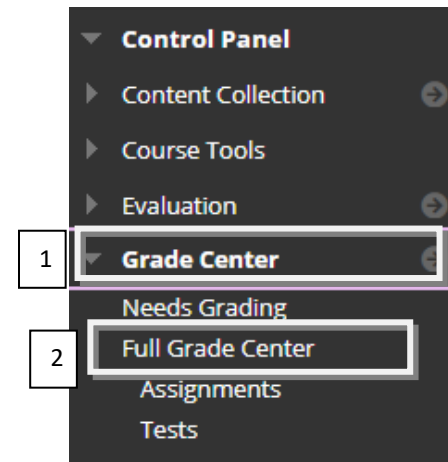 Control Panel
Content Collection
Course Tools
Evaluation
1 Grade Center
Needs Grading
2 Full Grade Center
Assignments
Tests